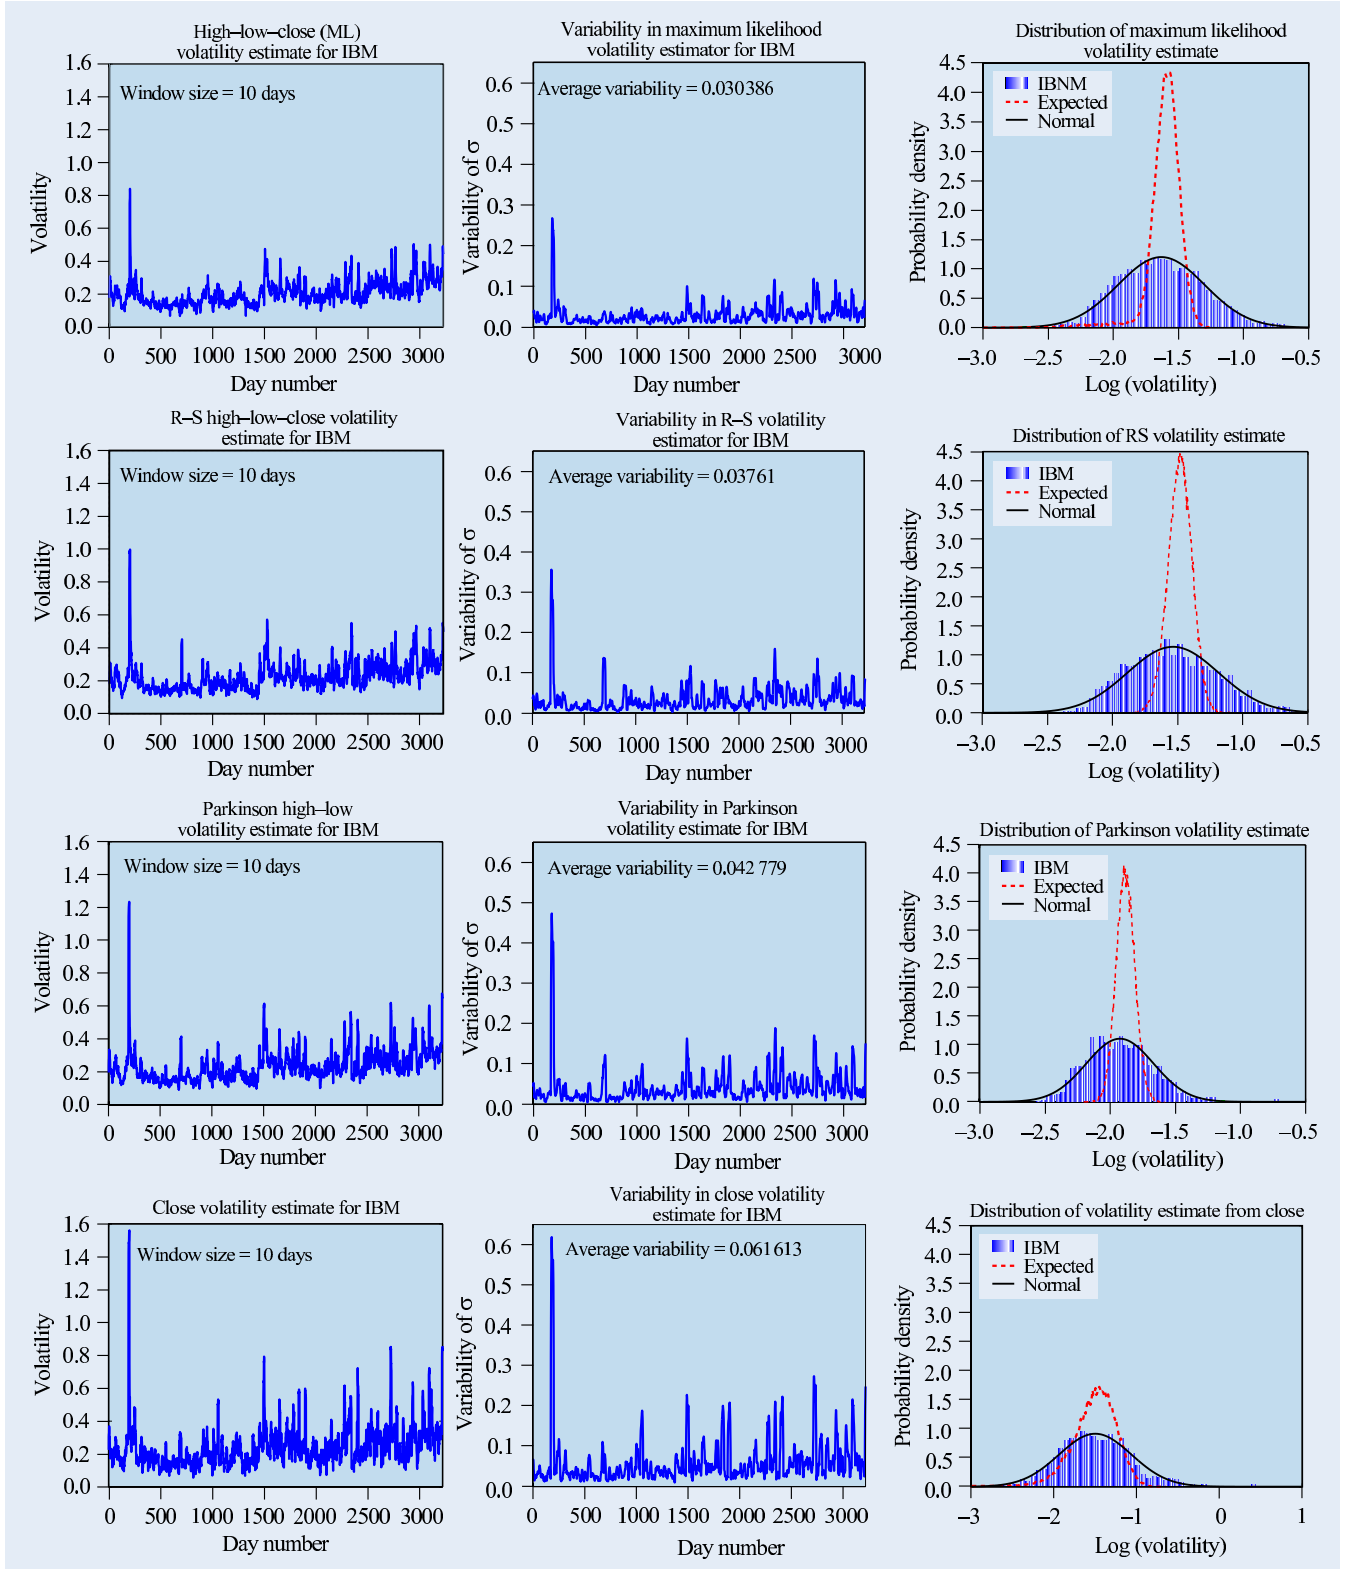 High–low–close (ML)
volatility estimate for IBM
1.6
1.4
1.2
1.0
0.8
0.6
0.4
0.2
0.0
Volatility
Window size = 10 days
0 500 1000 1500 2000 2500 3000
Day number
Variability in maximum likelihood
volatility estimator for IBM
0.6
0.5
0.4
0.3
0.2
0.1
0.0
Variability of σ
Average variability = 0.030386
0 500 1000 1500 2000 2500 3000
Day number
Distribution of maximum likelihood
volatility estimate
4.5
4.0
3.5
3.0
2.5
2.0
1.5
1.0
0.5
0.0
Probability density
IBNM
Expected
Normal
−3.0 −2.5 −2.0 −1.5 −1.0 −0.5
Log (volatility)
R–S high–low–close volatility
estimate for IBM
1.6
1.4
1.2
1.0
0.8
0.6
0.4
0.2
0.0
Volatility
Window size = 10 days
0 500 1000 1500 2000 2500 3000
Day number
Variability in R–S volatility
estimator for IBM
0.6
0.5
0.4
0.3
0.2
0.1
0.0
Variability of σ
Average variability = 0.03761
0 500 1000 1500 2000 2500 3000
Day number
Distribution of RS volatility estimate
4.5
4.0
3.5
3.0
2.5
2.0
1.5
1.0
0.5
0.0
Probability density
IBM
Expected
Normal
−3.0 −2.5 −2.0 −1.5 −1.0 −0.5
Log (volatility)
Parkinson high–low
volatility estimate for IBM
1.6
1.4
1.2
1.0
0.8
0.6
0.4
0.2
0.0
Volatility
Window size = 10 days
0 500 1000 1500 2000 2500 3000
Day number
Variability in Parkinson
volatility estimate for IBM
0.6
0.5
0.4
0.3
0.2
0.1
0.0
Variability of σ
Average variability = 0.042 779
0 500 1000 1500 2000 2500 3000
Day number
Distribution of Parkinson volatility estimate
4.5
4.0
3.5
3.0
2.5
2.0
1.5
1.0
0.5
0.0
Probability density
IBM
Expected
Normal
−3.0 −2.5 −2.0 −1.5 −1.0 −0.5
Log (volatility)
Close volatility estimate for IBM
1.6
1.4
1.2
1.0
0.8
0.6
0.4
0.2
0.0
Volatility
Window size = 10 days
0 500 1000 1500 2000 2500 3000
Day number
Variability in close volatility
estimate for IBM
0.6
0.5
0.4
0.3
0.2
0.1
0.0
Variability of σ
Average variability = 0.061613
0 500 1000 1500 2000 2500 3000
Day number
Distribution of volatility estimate from close
4.5
4.0
3.5
3.0
2.5
2.0
1.5
1.0
0.5
0.0
Probability density
IBM
Expected
Normal
−3 −2 −1 0 1
Log (volatility)